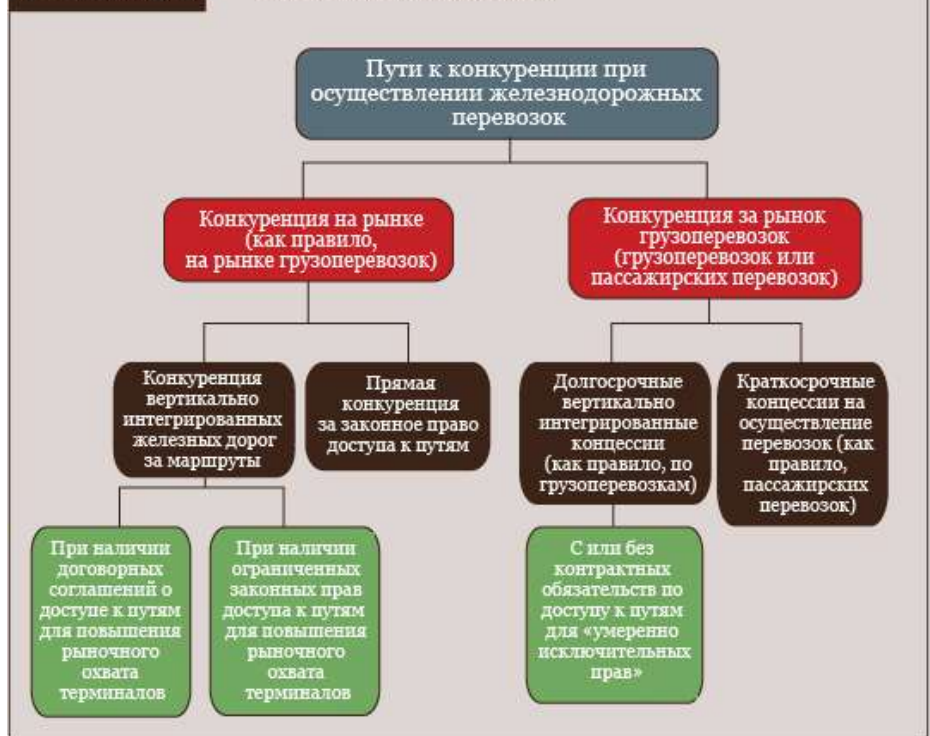 Пути к конкуренции при
осуществлении железнодорожных
перевозок
Конкуренция на рынке
(как правило,
на рынке грузоперевозок)
Конкуренция за рынок
грузоперевозок
(грузоперевозок или
пассажирских перевозок)
Конкуренция
вертикально
интегрированных
железных дорог
за маршруты
Прямая
конкуренция
за законное право
доступа к путям
Долгосрочные
вертикально
интегрированные
концессии
(как правило, по
грузоперевозкам)
Краткосрочные
концессии на
осуществление
перевозок (как
правило,
пассажирских
перевозок)
При наличии
договорных
соглашений о
доступе к путям
для повышения
рыночного
охвата
терминалов
При наличии
ограниченных
законных прав
доступа к путям
для повышения
рыночного
охвата
терминалов
С или без
контрактных
обязательств по
доступу к путям
для «умеренно
исключительных
прав»